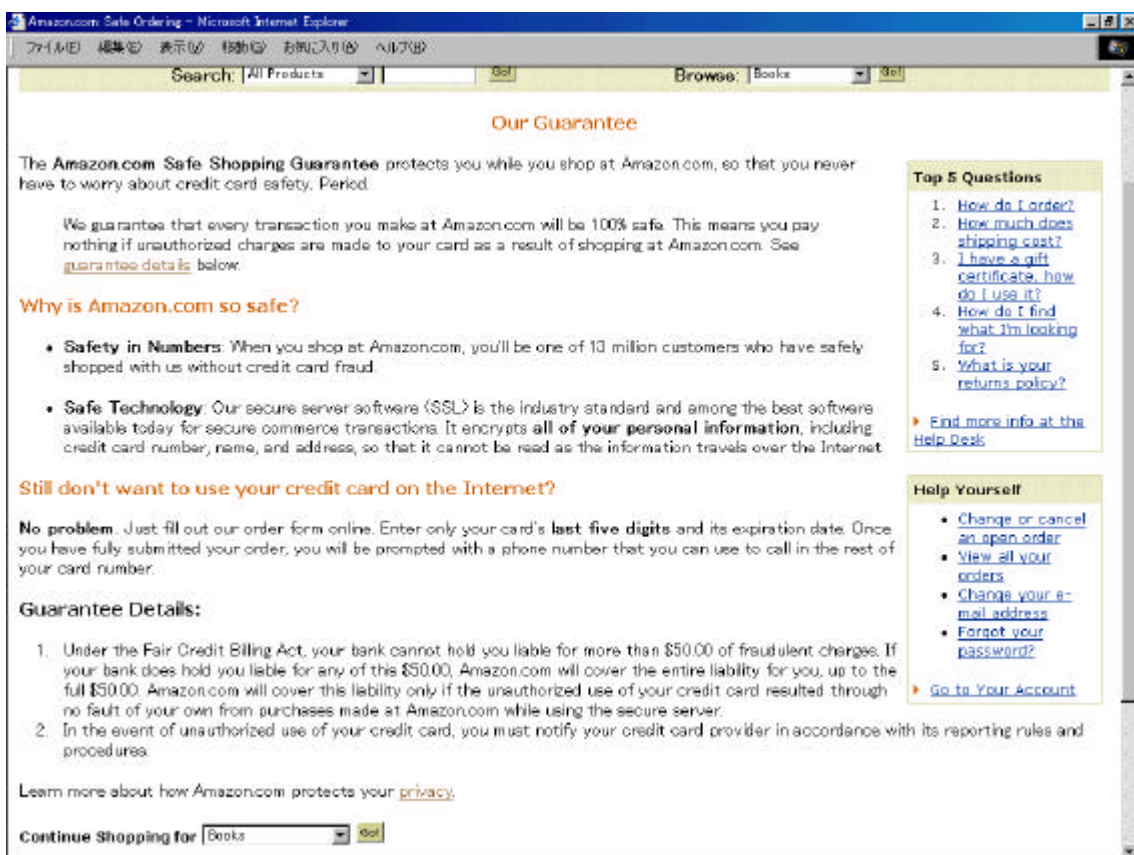 Amazon.com Safe Ordering - Microsoft Internet Explorer
ファイル(F) 編集(E) 表示(V) 移動(G) お気に入り(A) ヘルプ(H)
Search: All Products Go! Browse: Books Go!
Our Guarantee
The Amazon.com Safe Shopping Guarantee protects you while you shop at Amazon.com, so that you never
have to worry about credit card safety. Period.
We guarantee that every transaction you make at Amazon.com will be 100% safe. This means you pay
nothing if unauthorized charges are made to your card as a result of shopping at Amazon.com. See
guarantee details below.
Why is Amazon.com so safe?
• Safety in Numbers: When you shop at Amazon.com, you'll be one of 13 million customers who have safely
shopped with us without credit card fraud.
• Safe Technology: Our secure server software (SSL) is the industry standard and among the best software
available today for secure commerce transactions. It encrypts all of your personal information, including
credit card number, name, and address, so that it cannot be read as the information travels over the Internet.
Still don't want to use your credit card on the Internet?
No problem. Just fill out our order form online. Enter only your card's last five digits and its expiration date. Once
you have fully submitted your order, you will be prompted with a phone number that you can use to call in the rest of
your card number.
Guarantee Details:
1. Under the Fair Credit Billing Act, your bank cannot hold you liable for more than $50.00 of fraudulent charges. If
your bank does hold you liable for any of this $50.00, Amazon.com will cover the entire liability for you, up to the
full $50.00. Amazon.com will cover this liability only if the unauthorized use of your credit card resulted through
no fault of your own from purchases made at Amazon.com while using the secure server.
2. In the event of unauthorized use of your credit card, you must notify your credit card provider in accordance with its reporting rules and
procedures.
Learn more about how Amazon.com protects your privacy.
Continue Shopping for Books Go!
Top 5 Questions
1. How do I order?
2. How much does
shipping cost?
3. I have a gift
certificate, how
do I use it?
4. How do I find
what I'm looking
for?
5. What is your
returns policy?
Find more info at the
Help Desk
Help Yourself
• Change or cancel
an open order
• View all your
orders
• Change your e-
mail address
• Forgot your
password?
Go to Your Account